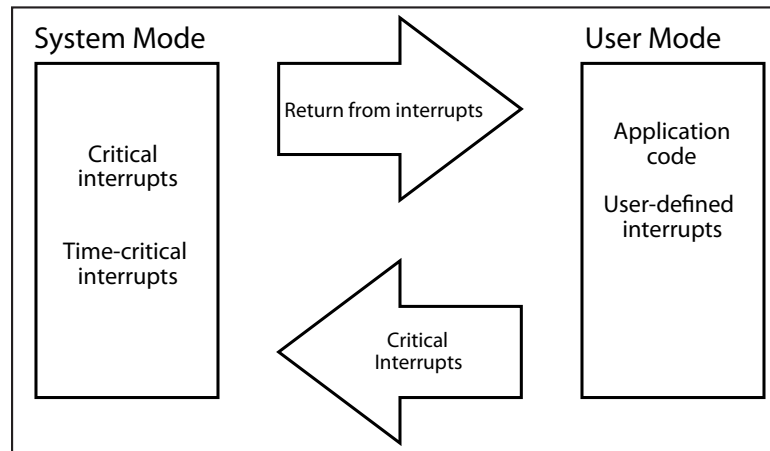 System Mode
User Mode
Critical
interrupts
Time-critical
interrupts
Return from interrupts
Critical
Interrupts
Application
code
User-defined
interrupts